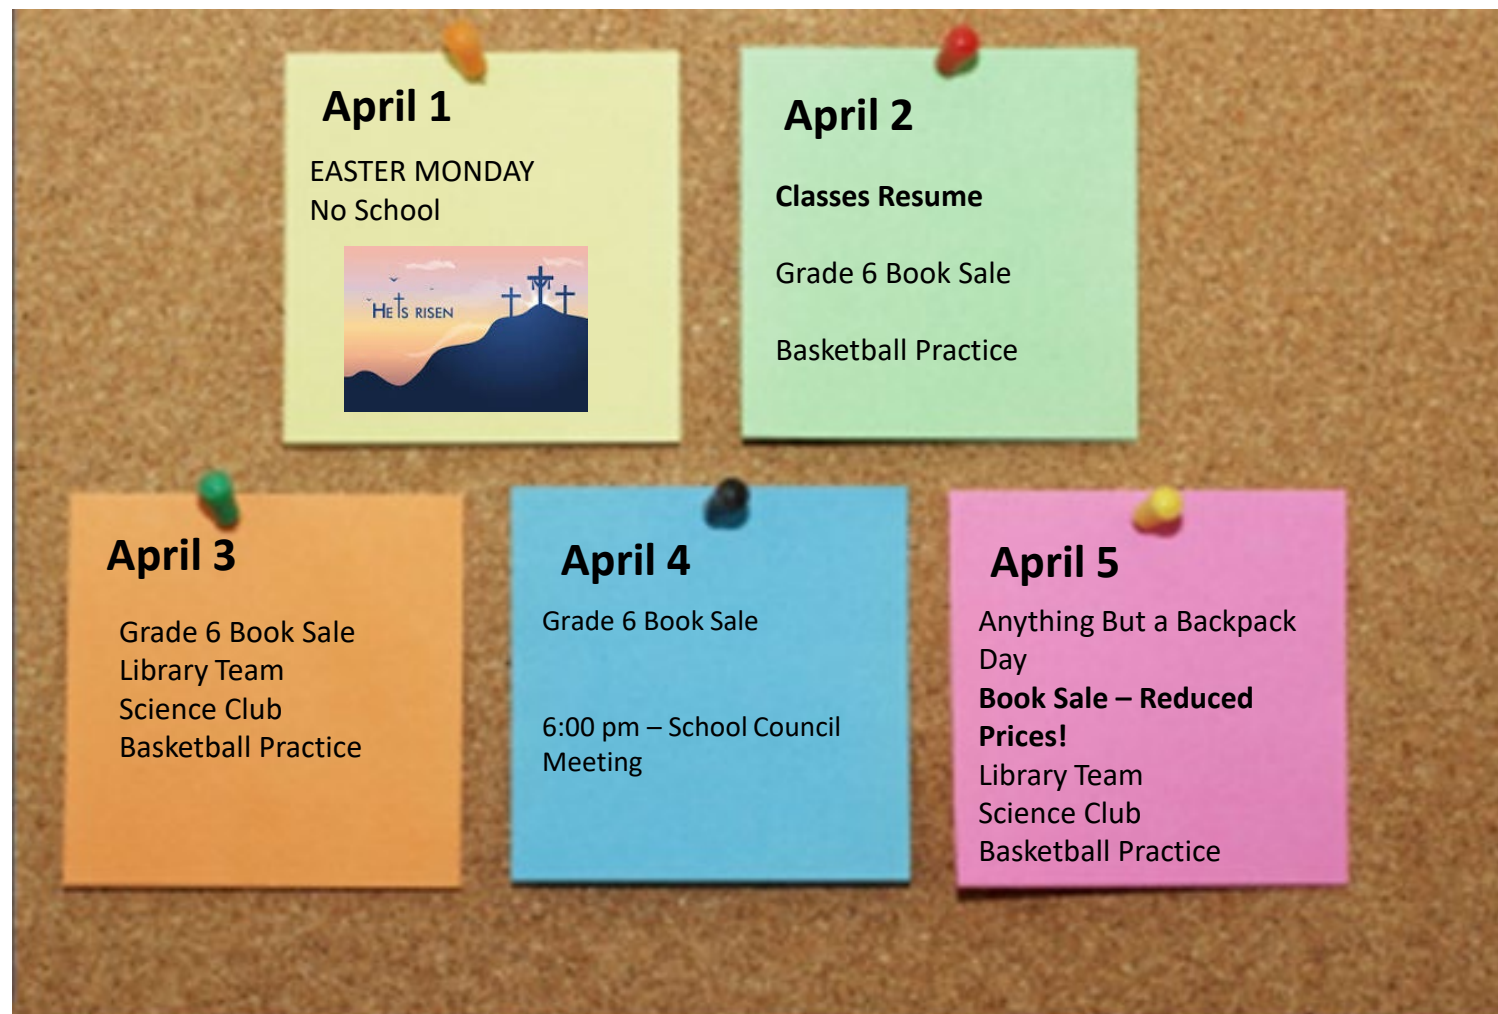 April 1
EASTER MONDAY
No School
HE IS RISEN
April 2
Classes Resume
Grade 6 Book Sale
Basketball Practice
April 3
Grade 6 Book Sale
Library Team
Science Club
Basketball Practice
April 4
Grade 6 Book Sale
6:00 pm – School Council
Meeting
April 5
Anything But a Backpack
Day
Book Sale – Reduced
Prices!
Library Team
Science Club
Basketball Practice